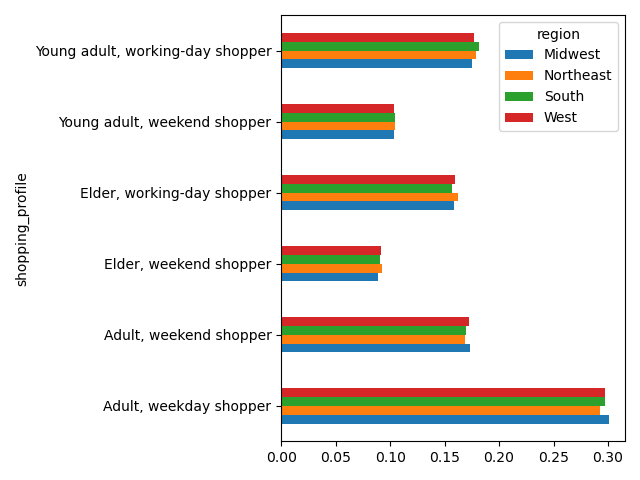 region
Midwest
Northeast
South
West
shopping_profile
Young adult, working-day shopper
Young adult, weekend shopper
Elder, working-day shopper
Elder, weekend shopper
Adult, weekend shopper
Adult, weekday shopper
0.00 0.05 0.10 0.15 0.20 0.25 0.30